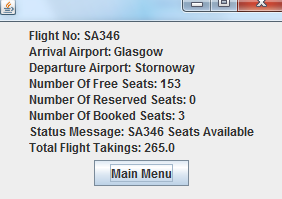 Flight No: SA346
Arrival Airport: Glasgow
Departure Airport: Stornoway
Number Of Free Seats: 153
Number Of Reserved Seats: 0
Number Of Booked Seats: 3
Status Message: SA346 Seats Available
Total Flight Takings: 265.0
Main Menu